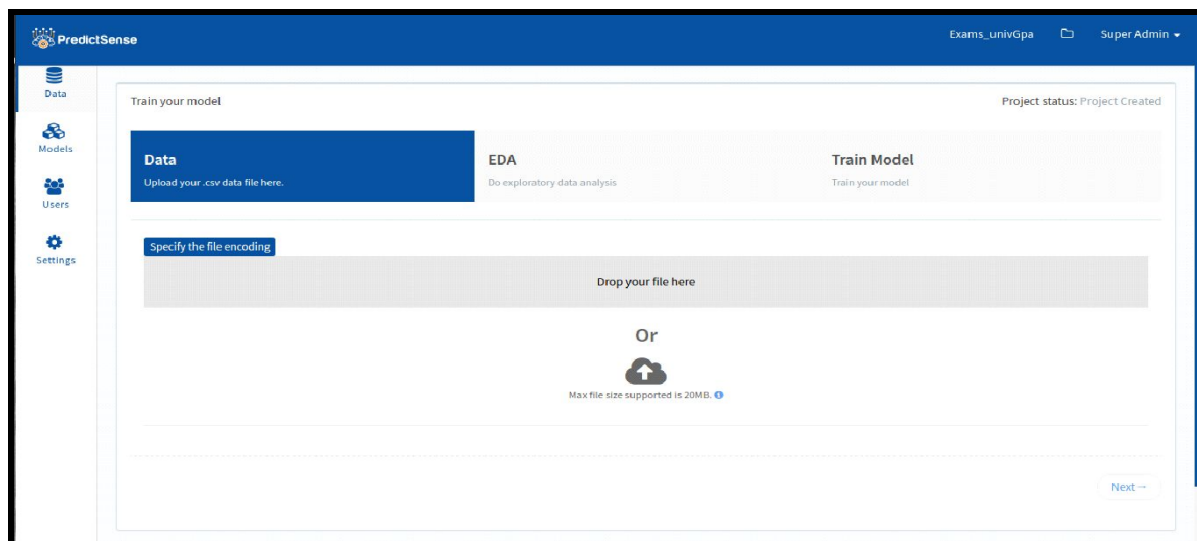 PredictSense
Exams_univGpa
Super Admin
Data
Models
Users
Settings
Train your model
Project status: Project Created
Data
Upload your .csv data file here.
EDA
Do exploratory data analysis
Train Model
Train your model
Specify the file encoding
Drop your file here
Or
Max file size supported is 20MB.
Next →